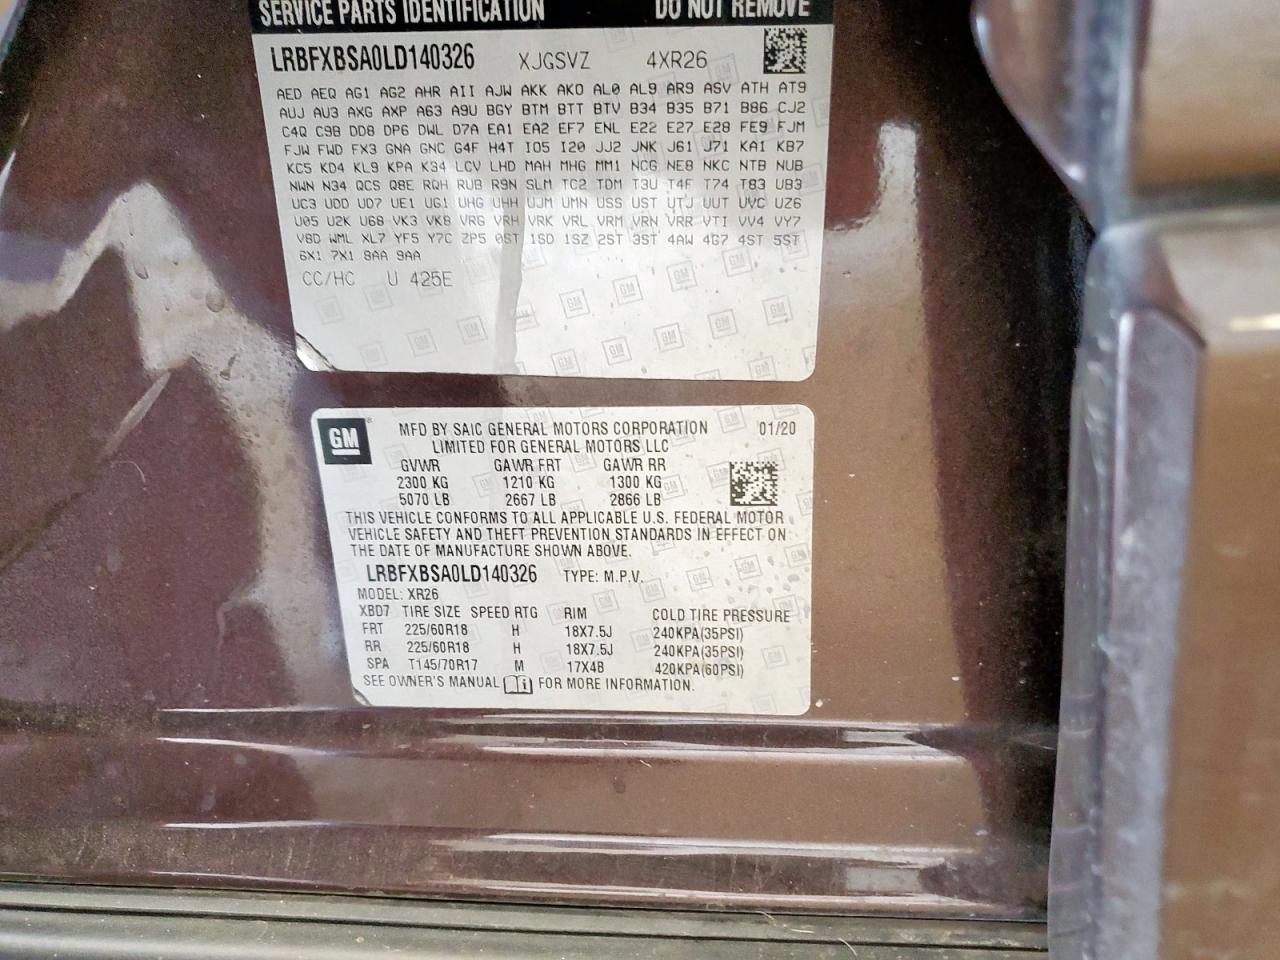 SERVICE PARTS IDENTIFICATION DO NOT REMOVE
LRBFXBSA0LD140326 XJGSVZ 4XR26
AED AEQ AG1 AG2 AHR AII AJW AKK AKO AL0 AL9 AR9 ASV ATH AT9
AUJ AU3 AXG AXP A63 A9U BGY BTM BTT BTV B34 B35 B71 B86 CJ2
C4Q C9B DD8 DP6 DWL D7A EA1 EA2 EF7 ENL E22 E27 E28 FE9 FJM
FJW FWD FX3 GNA GNC G4F H4T IO5 I20 JJ2 JNK J61 J71 KA1 KB7
KC5 KD4 KL9 KPA K34 LCV LHD MAH MHG MM1 NCG NE8 NKC NTB NUB
NWN N34 QCS Q8E RQH RUB R9N SLM TC2 TDM T3U T4F T74 T83 UB3
UC3 UDD UD7 UE1 UG1 UHG UHH UJM UMN USS UST UTJ UUT UVC UZ6
U05 U2K U68 VK3 VK8 VRG VRH VRK VRL VRM VRN VRR VTI VV4 VY7
V8D WML XL7 YF5 Y7C ZP5 0ST 1SD 1SZ 2ST 3ST 4AW 4G7 4ST 5ST
6X1 7X1 8AA 9AA
CC/HC U 425E
GM MFD BY SAIC GENERAL MOTORS CORPORATION 01/20
LIMITED FOR GENERAL MOTORS LLC
GVWR GAWR FRT GAWR RR
2300 KG 1210 KG 1300 KG
5070 LB 2667 LB 2866 LB
THIS VEHICLE CONFORMS TO ALL APPLICABLE U.S. FEDERAL MOTOR
VEHICLE SAFETY AND THEFT PREVENTION STANDARDS IN EFFECT ON
THE DATE OF MANUFACTURE SHOWN ABOVE.
LRBFXBSA0LD140326 TYPE: M.P.V.
MODEL: XR26
XBD7 TIRE SIZE SPEED RTG RIM COLD TIRE PRESSURE
FRT 225/60R18 H 18X7.5J 240KPA(35PSI)
RR 225/60R18 H 18X7.5J 240KPA(35PSI)
SPA T145/70R17 M 17X4B 420KPA(60PSI)
SEE OWNER'S MANUAL FOR MORE INFORMATION.